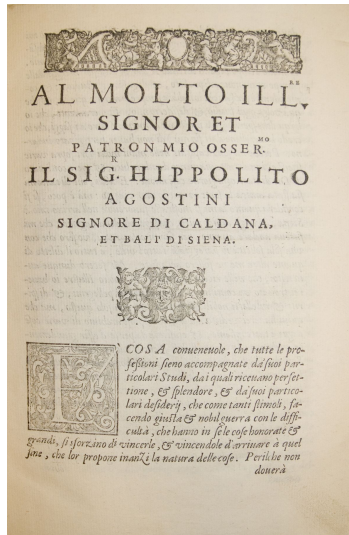 AL MOLTO ILL.RE
SIGNOR ET
PATRON MIO OSSER.MO
IL SIG.R HIPPOLITO
AGOSTINI
SIGNORE DI CALDANA,
ET BALI' DI SIENA.
È COSA conueneuole, che tutte le pro-
feßioni sieno accompagnate da suoi par-
ticolari Studi, da i quali riceuano perfet-
tione, & splendore, & da suoi partico-
lari desiderij, che come tanti stimoli, fa-
cendo giusta & nobil guerra con le diffi-
cultà, che hanno in se le cose honorate &
grandi, si sforzino di vincerle, & vincendole d'arriuare à quel
fine, che lor propone inanzi la natura delle cose. Perilche non
douerà